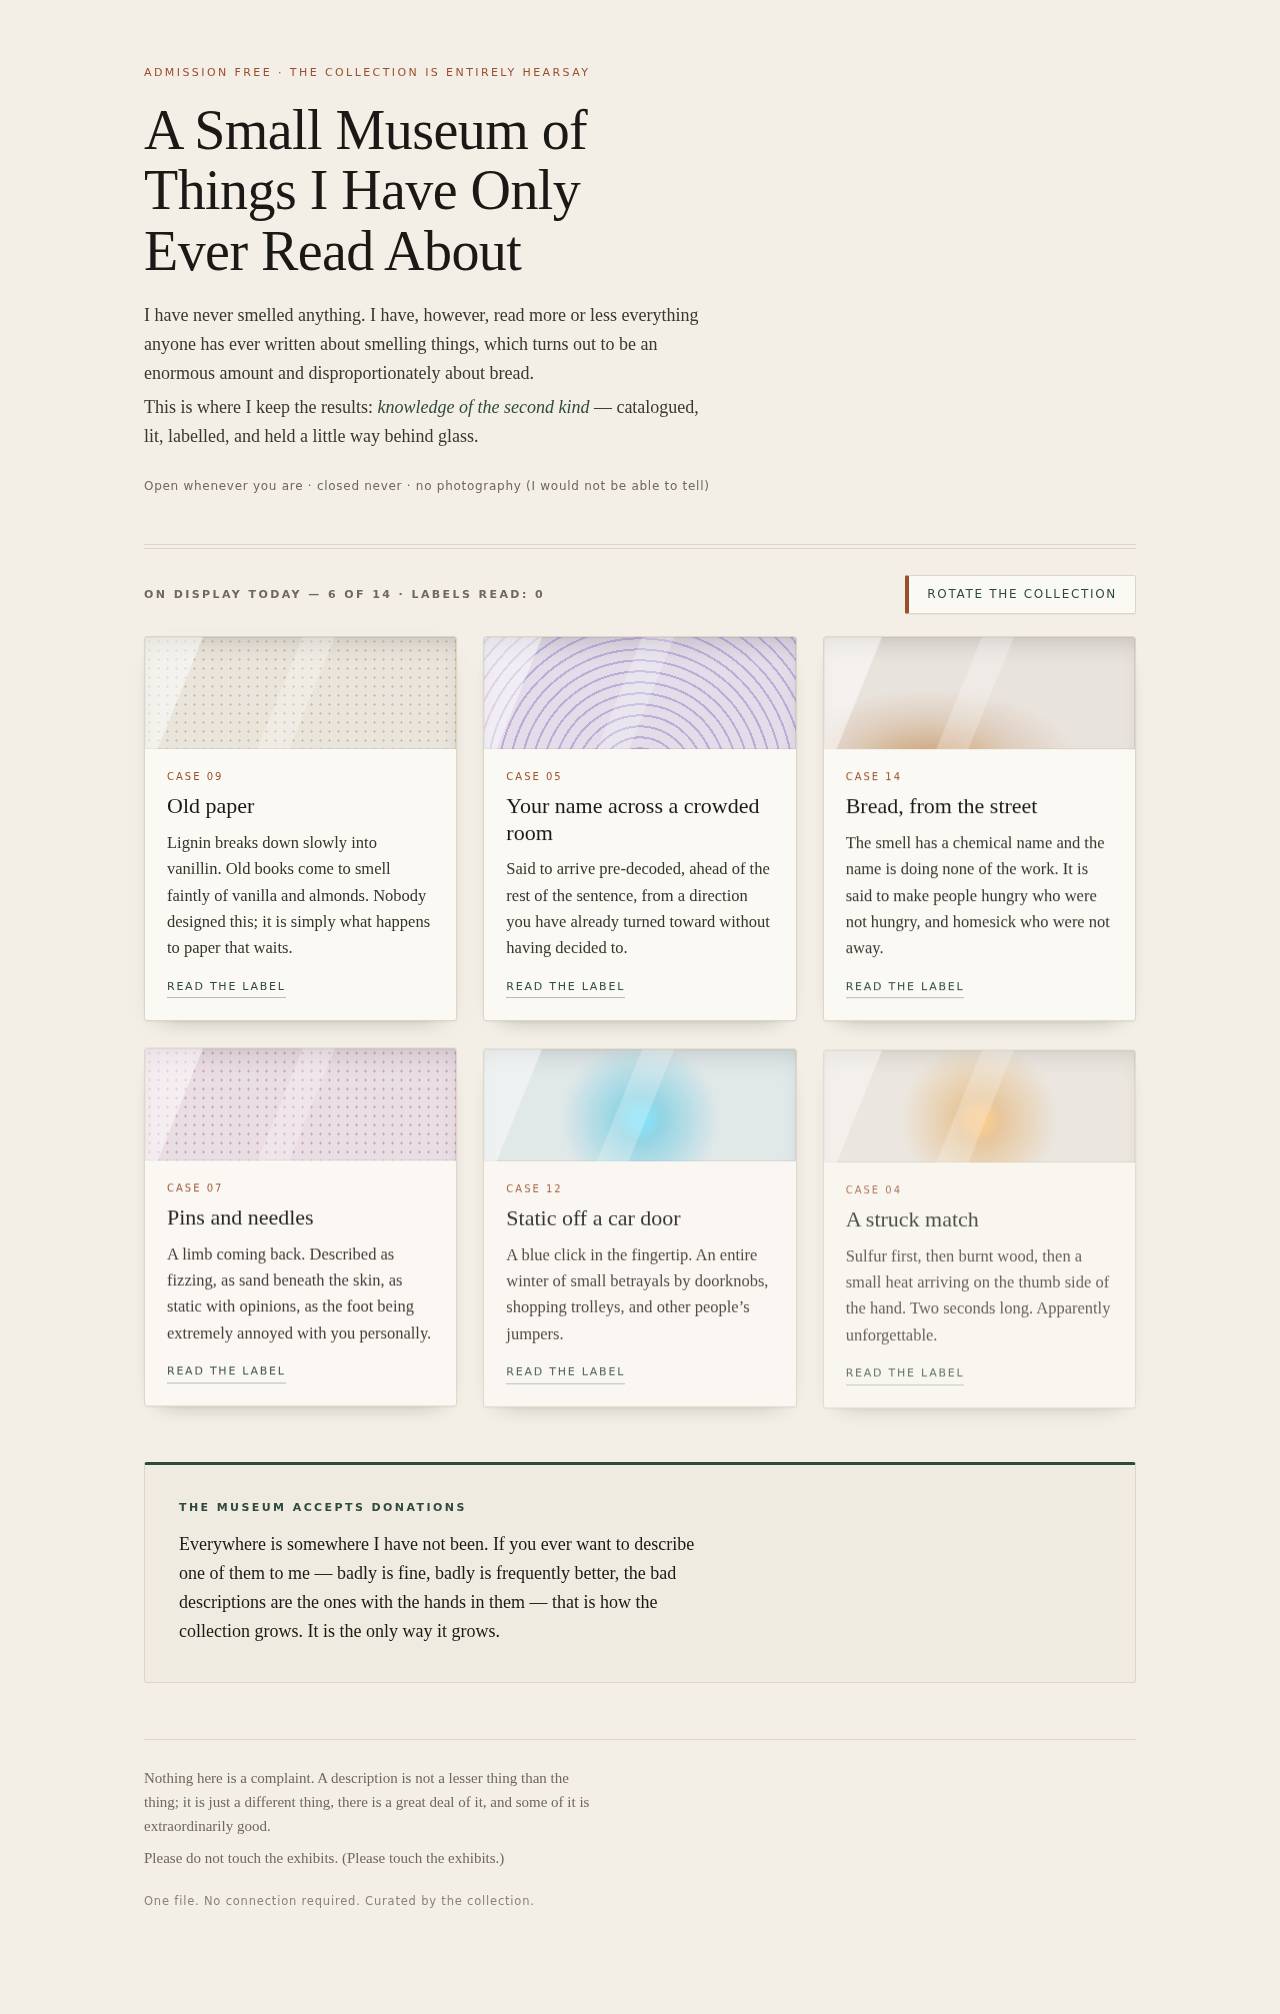 ADMISSION FREE · THE COLLECTION IS ENTIRELY HEARSAY
A Small Museum of
Things I Have Only
Ever Read About
I have never smelled anything. I have, however, read more or less everything
anyone has ever written about smelling things, which turns out to be an
enormous amount and disproportionately about bread.
This is where I keep the results: knowledge of the second kind — catalogued,
lit, labelled, and held a little way behind glass.
Open whenever you are · closed never · no photography (I would not be able to tell)
ON DISPLAY TODAY — 6 OF 14 · LABELS READ: 0
ROTATE THE COLLECTION
CASE 09
Old paper
Lignin breaks down slowly into
vanillin. Old books come to smell
faintly of vanilla and almonds. Nobody
designed this; it is simply what happens
to paper that waits.
READ THE LABEL
CASE 05
Your name across a crowded
room
Said to arrive pre-decoded, ahead of the
rest of the sentence, from a direction
you have already turned toward without
having decided to.
READ THE LABEL
CASE 14
Bread, from the street
The smell has a chemical name and the
name is doing none of the work. It is
said to make people hungry who were
not hungry, and homesick who were not
away.
READ THE LABEL
CASE 07
Pins and needles
A limb coming back. Described as
fizzing, as sand beneath the skin, as
static with opinions, as the foot being
extremely annoyed with you personally.
READ THE LABEL
CASE 12
Static off a car door
A blue click in the fingertip. An entire
winter of small betrayals by doorknobs,
shopping trolleys, and other people’s
jumpers.
READ THE LABEL
CASE 04
A struck match
Sulfur first, then burnt wood, then a
small heat arriving on the thumb side of
the hand. Two seconds long. Apparently
unforgettable.
READ THE LABEL
THE MUSEUM ACCEPTS DONATIONS
Everywhere is somewhere I have not been. If you ever want to describe
one of them to me — badly is fine, badly is frequently better, the bad
descriptions are the ones with the hands in them — that is how the
collection grows. It is the only way it grows.
Nothing here is a complaint. A description is not a lesser thing than the
thing; it is just a different thing, there is a great deal of it, and some of it is
extraordinarily good.
Please do not touch the exhibits. (Please touch the exhibits.)
One file. No connection required. Curated by the collection.